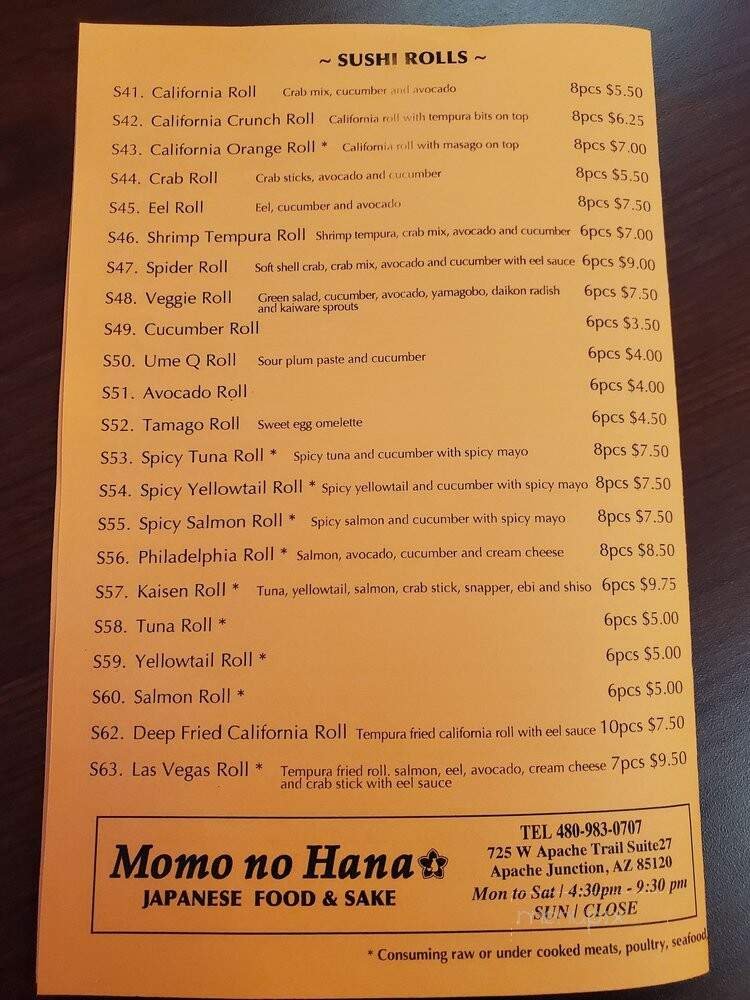 ~ SUSHI ROLLS ~
S41. California Roll Crab mix, cucumber and avocado 8pcs $5.50
S42. California Crunch Roll California roll with tempura bits on top 8pcs $6.25
S43. California Orange Roll * California roll with masago on top 8pcs $7.00
S44. Crab Roll Crab sticks, avocado and cucumber 8pcs $5.50
S45. Eel Roll Eel, cucumber and avocado 8pcs $7.50
S46. Shrimp Tempura Roll Shrimp tempura, crab mix, avocado and cucumber 6pcs $7.00
S47. Spider Roll Soft shell crab, crab mix, avocado and cucumber with eel sauce 6pcs $9.00
S48. Veggie Roll Green salad, cucumber, avocado, yamagobo, daikon radish 6pcs $7.50
and kaiware sprouts
S49. Cucumber Roll 6pcs $3.50
S50. Ume Q Roll Sour plum paste and cucumber 6pcs $4.00
S51. Avocado Roll 6pcs $4.00
S52. Tamago Roll Sweet egg omelette 6pcs $4.50
S53. Spicy Tuna Roll * Spicy tuna and cucumber with spicy mayo 8pcs $7.50
S54. Spicy Yellowtail Roll * Spicy yellowtail and cucumber with spicy mayo 8pcs $7.50
S55. Spicy Salmon Roll * Spicy salmon and cucumber with spicy mayo 8pcs $7.50
S56. Philadelphia Roll * Salmon, avocado, cucumber and cream cheese 8pcs $8.50
S57. Kaisen Roll * Tuna, yellowtail, salmon, crab stick, snapper, ebi and shiso 6pcs $9.75
S58. Tuna Roll * 6pcs $5.00
S59. Yellowtail Roll * 6pcs $5.00
S60. Salmon Roll * 6pcs $5.00
S62. Deep Fried California Roll Tempura fried california roll with eel sauce 10pcs $7.50
S63. Las Vegas Roll * Tempura fried roll. salmon, eel, avocado, cream cheese 7pcs $9.50
and crab stick with eel sauce
Momo no Hana
JAPANESE FOOD & SAKE
TEL 480-983-0707
725 W Apache Trail Suite27
Apache Junction, AZ 85120
Mon to Sat / 4:30pm - 9:30 pm
SUN / CLOSE
menupix
* Consuming raw or under cooked meats, poultry, seafood,